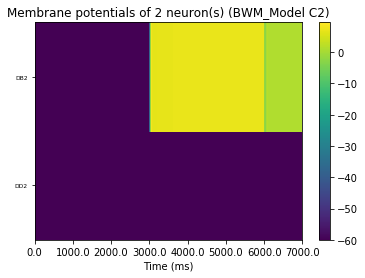 Membrane potentials of 2 neuron(s) (BWM_Model C2)
DB2
DD2
0
−10
−20
−30
−40
−50
−60
0.0 1000.0 2000.0 3000.0 4000.0 5000.0 6000.0 7000.0
Time (ms)